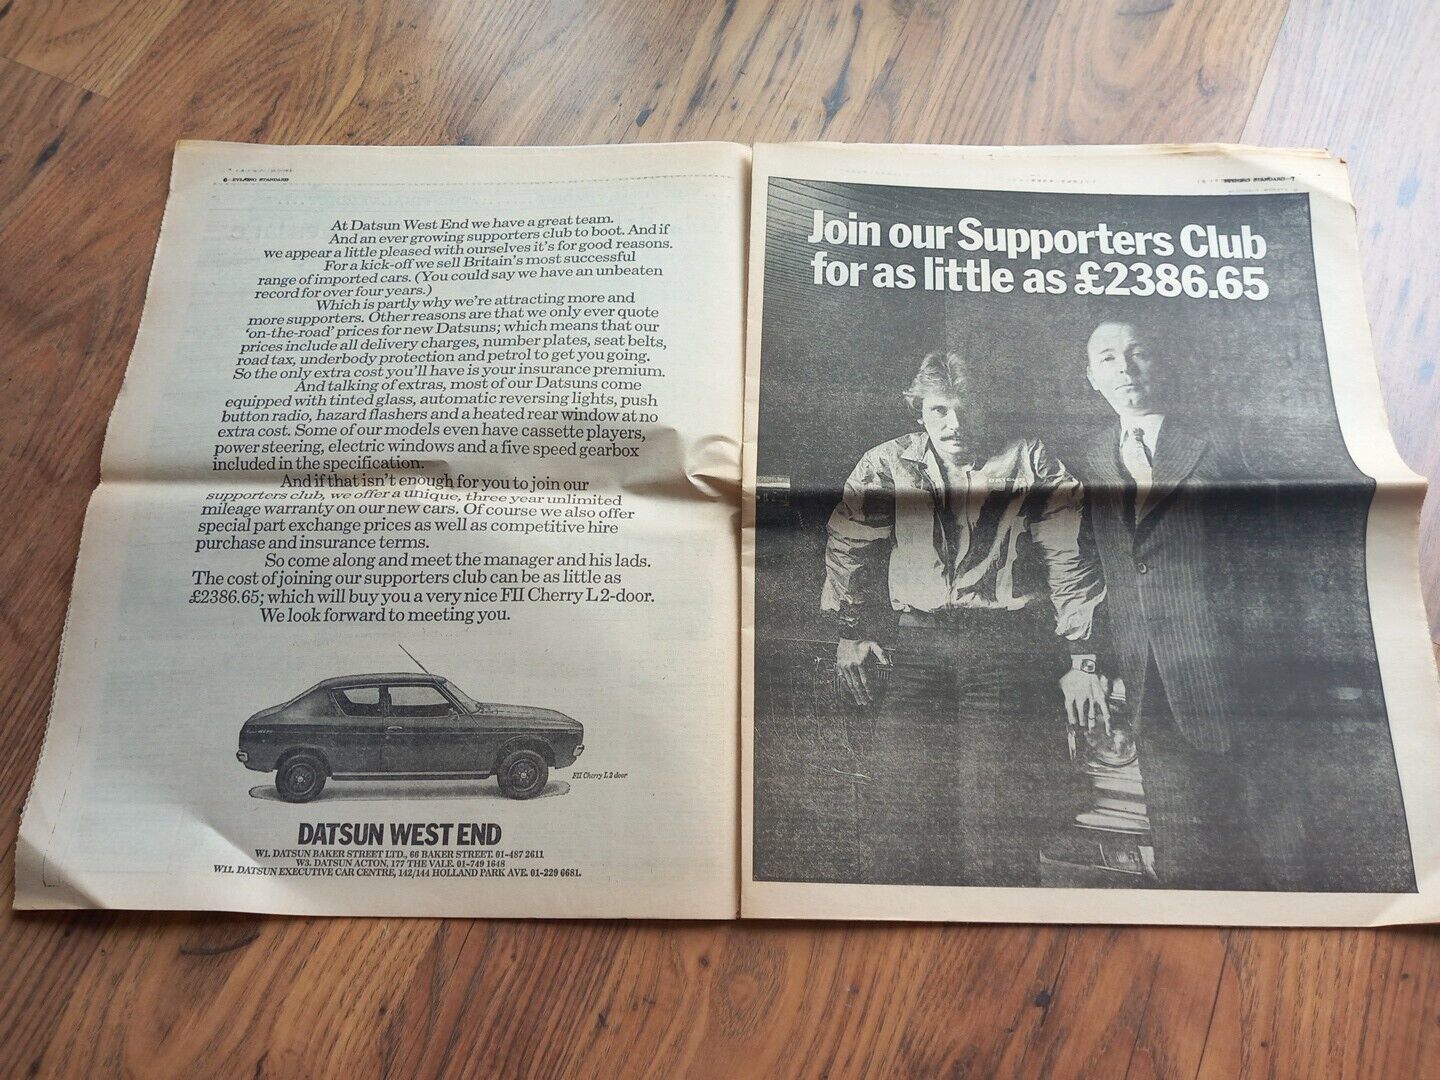 6—EVENING STANDARD
At Datsun West End we have a great team.
And an ever growing supporters club to boot. And if
we appear a little pleased with ourselves it's for good reasons.
For a kick-off we sell Britain's most successful
range of imported cars. (You could say we have an unbeaten
record for over four years.)
Which is partly why we're attracting more and
more supporters. Other reasons are that we only ever quote
'on-the-road' prices for new Datsuns; which means that our
prices include all delivery charges, number plates, seat belts,
road tax, underbody protection and petrol to get you going.
So the only extra cost you'll have is your insurance premium.
And talking of extras, most of our Datsuns come
equipped with tinted glass, automatic reversing lights, push
button radio, hazard flashers and a heated rear window at no
extra cost. Some of our models even have cassette players,
power steering, electric windows and a five speed gearbox
included in the specification.
And if that isn't enough for you to join our
supporters club, we offer a unique, three year unlimited
mileage warranty on our new cars. Of course we also offer
special part exchange prices as well as competitive hire
purchase and insurance terms.
So come along and meet the manager and his lads.
The cost of joining our supporters club can be as little as
£2386.65; which will buy you a very nice FII Cherry L 2-door.
We look forward to meeting you.
FII Cherry L 2 door
DATSUN WEST END
W1. DATSUN BAKER STREET LTD., 66 BAKER STREET. 01-487 2611
W3. DATSUN ACTON, 177 THE VALE. 01-749 1648
W11. DATSUN EXECUTIVE CAR CENTRE, 142/144 HOLLAND PARK AVE. 01-229 6681.
EVENING STANDARD—7
Join our Supporters Club
for as little as £2386.65